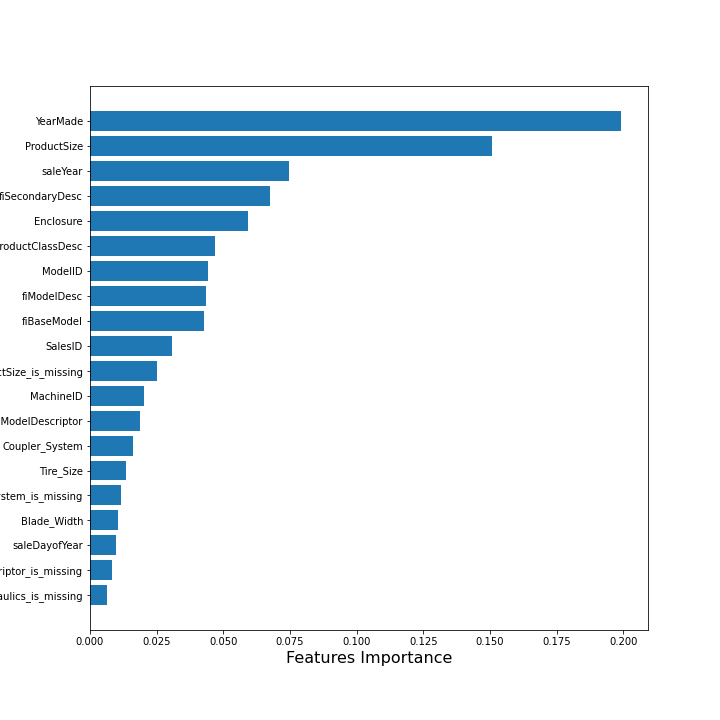 YearMade
ProductSize
saleYear
fiSecondaryDesc
Enclosure
roductClassDesc
ModelID
fiModelDesc
fiBaseModel
SalesID
ctSize_is_missing
MachineID
ModelDescriptor
Coupler_System
Tire_Size
ystem_is_missing
Blade_Width
saleDayofYear
riptor_is_missing
aulics_is_missing
0.000 0.025 0.050 0.075 0.100 0.125 0.150 0.175 0.200
Features Importance